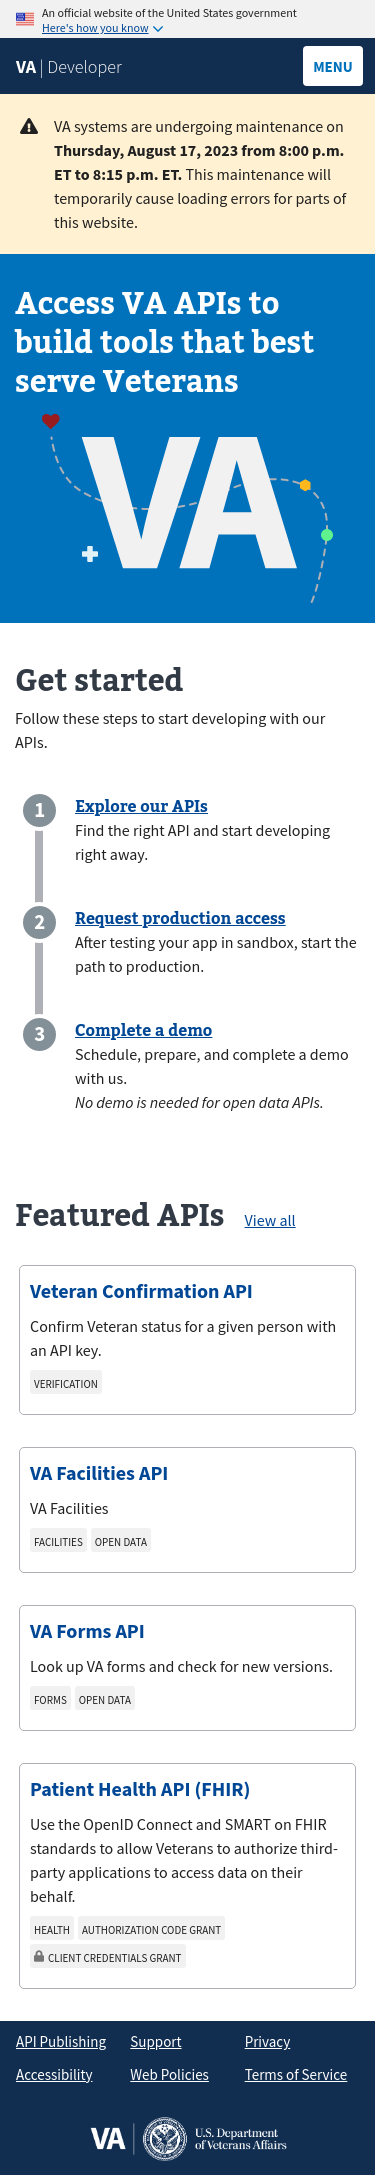 An official website of the United States government
Here's how you know
VA | Developer
MENU
VA systems are undergoing maintenance on
Thursday, August 17, 2023 from 8:00 p.m.
ET to 8:15 p.m. ET. This maintenance will
temporarily cause loading errors for parts of
this website.
Access VA APIs to
build tools that best
serve Veterans
VA
Get started
Follow these steps to start developing with our
APIs.
1
Explore our APIs
Find the right API and start developing
right away.
2
Request production access
After testing your app in sandbox, start the
path to production.
3
Complete a demo
Schedule, prepare, and complete a demo
with us.
No demo is needed for open data APIs.
Featured APIs View all
Veteran Confirmation API
Confirm Veteran status for a given person with
an API key.
VERIFICATION
VA Facilities API
VA Facilities
FACILITIES OPEN DATA
VA Forms API
Look up VA forms and check for new versions.
FORMS OPEN DATA
Patient Health API (FHIR)
Use the OpenID Connect and SMART on FHIR
standards to allow Veterans to authorize third-
party applications to access data on their
behalf.
HEALTH AUTHORIZATION CODE GRANT
CLIENT CREDENTIALS GRANT
API Publishing Support Privacy
Accessibility Web Policies Terms of Service
VA U.S. Department
of Veterans Affairs